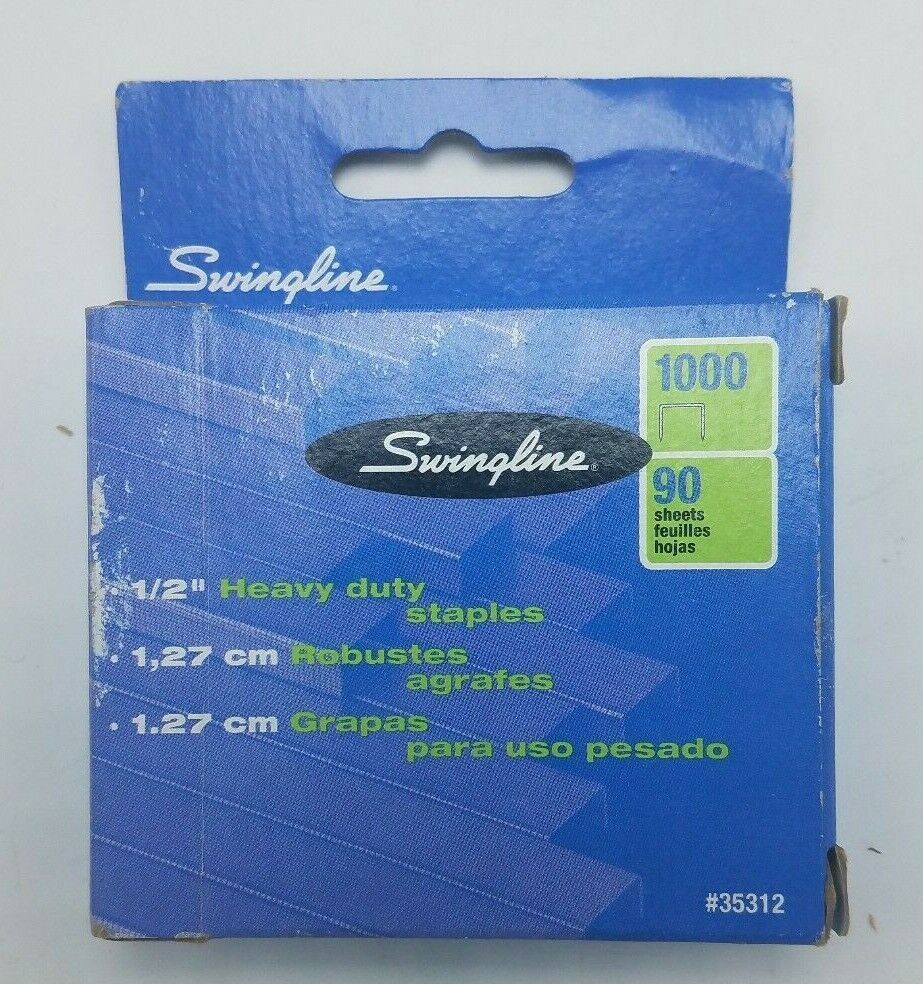 Swingline®
1000
Swingline®
90
sheets
feuilles
hojas
• 1/2" Heavy duty
staples
• 1,27 cm Robustes
agrafes
• 1.27 cm Grapas
para uso pesado
#35312